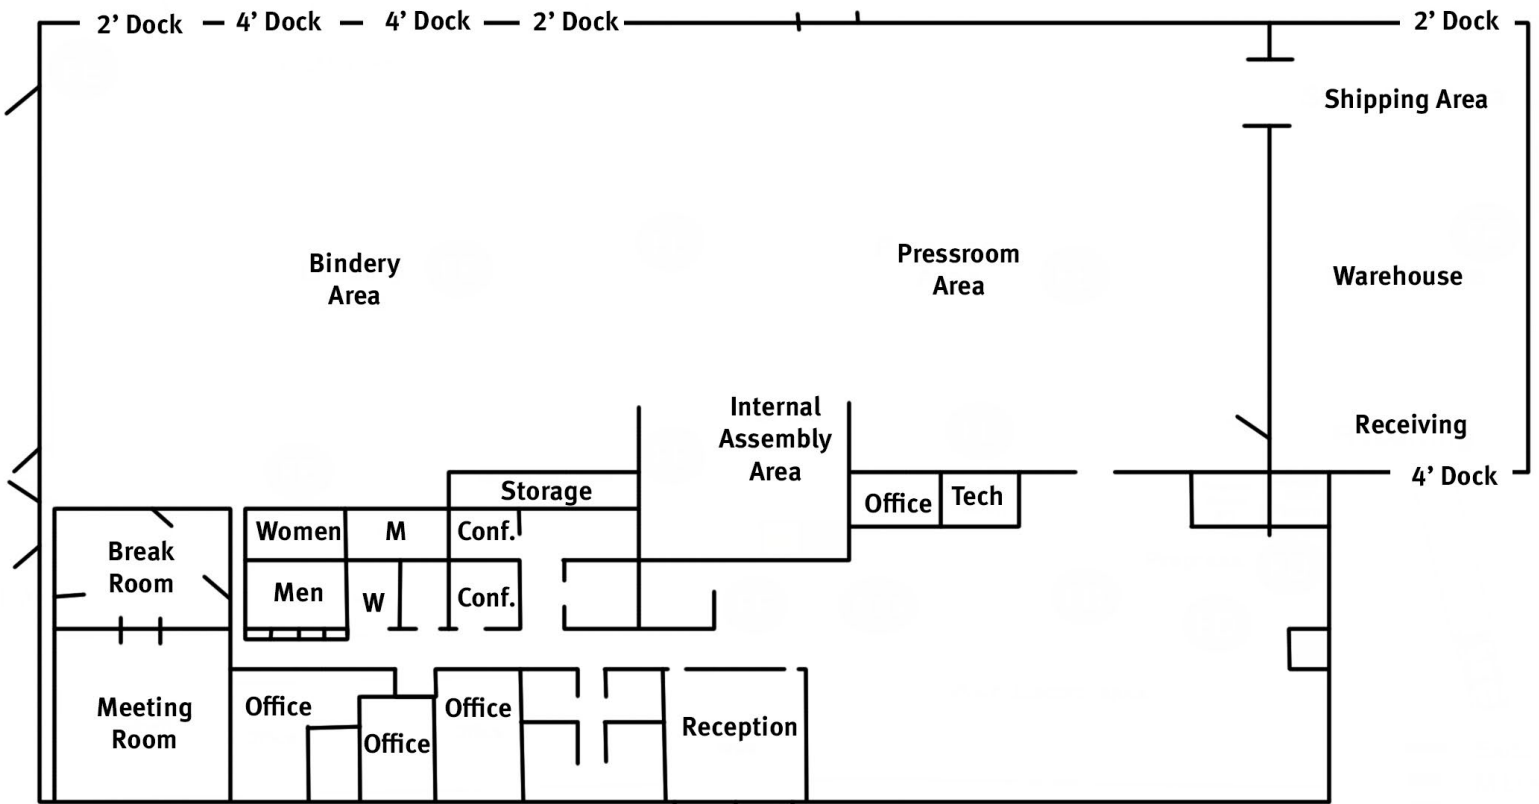 2’ Dock
4’ Dock
4’ Dock
2’ Dock
2’ Dock
Shipping Area
Bindery
Area
Pressroom
Area
Warehouse
Internal
Assembly
Area
Receiving
4’ Dock
Storage
Office
Tech
Women
M
Conf.
Break
Room
Men
W
Conf.
Meeting
Room
Office
Office
Office
Reception